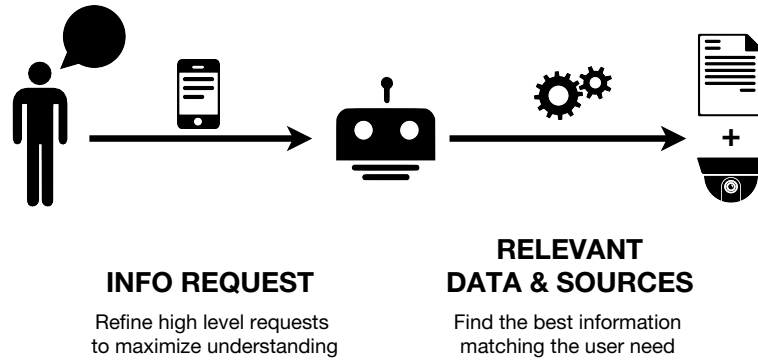 +
INFO REQUEST
Refine high level requests
to maximize understanding
RELEVANT
DATA & SOURCES
Find the best information
matching the user need